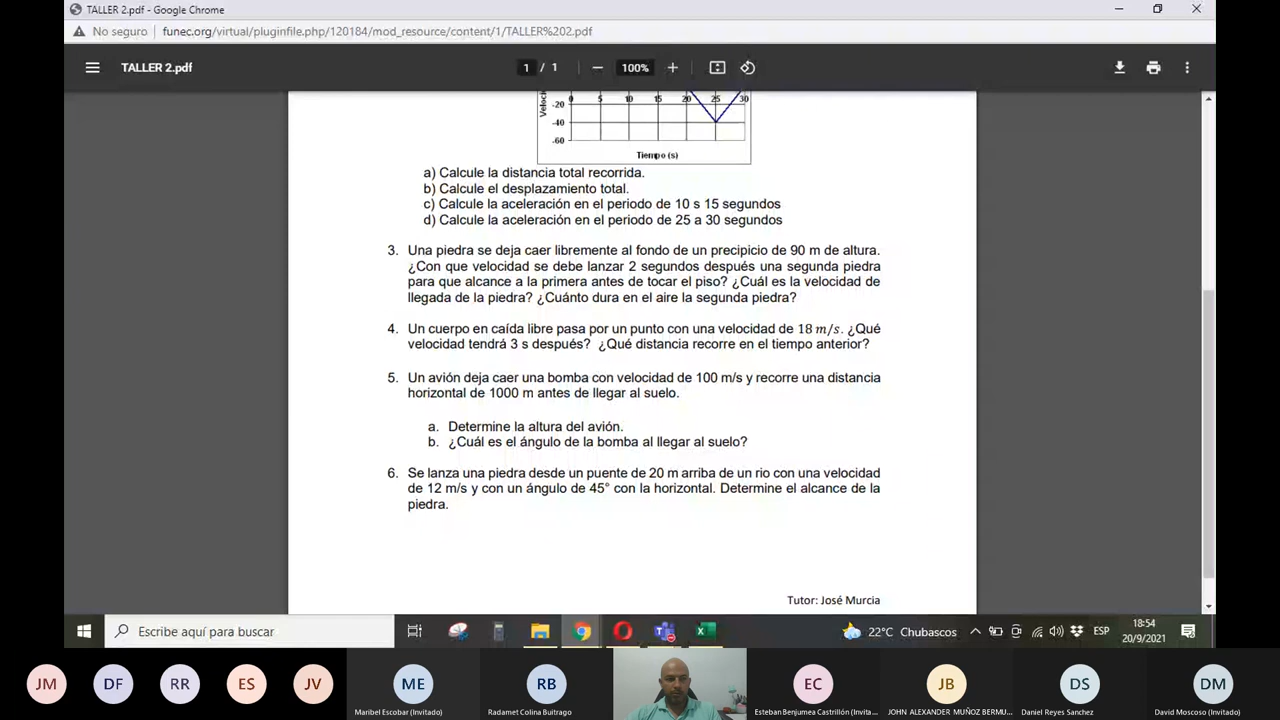 TALLER 2.pdf - Google Chrome
No seguro funec.org/virtual/pluginfile.php/120184/mod_resource/content/1/TALLER%202.pdf
TALLER 2.pdf 1 / 1 100%
Velocid
0 5 10 15 20 25 30
-20
-40
-60
Tiempo (s)
a) Calcule la distancia total recorrida.
b) Calcule el desplazamiento total.
c) Calcule la aceleración en el periodo de 10 s 15 segundos
d) Calcule la aceleración en el periodo de 25 a 30 segundos
3. Una piedra se deja caer libremente al fondo de un precipicio de 90 m de altura.
¿Con que velocidad se debe lanzar 2 segundos después una segunda piedra
para que alcance a la primera antes de tocar el piso? ¿Cuál es la velocidad de
llegada de la piedra? ¿Cuánto dura en el aire la segunda piedra?
4. Un cuerpo en caída libre pasa por un punto con una velocidad de 18 m/s. ¿Qué
velocidad tendrá 3 s después? ¿Qué distancia recorre en el tiempo anterior?
5. Un avión deja caer una bomba con velocidad de 100 m/s y recorre una distancia
horizontal de 1000 m antes de llegar al suelo.
a. Determine la altura del avión.
b. ¿Cuál es el ángulo de la bomba al llegar al suelo?
6. Se lanza una piedra desde un puente de 20 m arriba de un rio con una velocidad
de 12 m/s y con un ángulo de 45° con la horizontal. Determine el alcance de la
piedra.
Tutor: José Murcia
Escribe aquí para buscar
22°C Chubascos
ESP
18:54
20/9/2021
JM DF RR ES JV ME RB EC JB DS DM
Maribel Escobar (Invitado) Radamet Colina Buitrago Esteban Benjumea Castrillón (Invita... JOHN ALEXANDER MUÑOZ BERMU... Daniel Reyes Sanchez David Moscoso (Invitado)